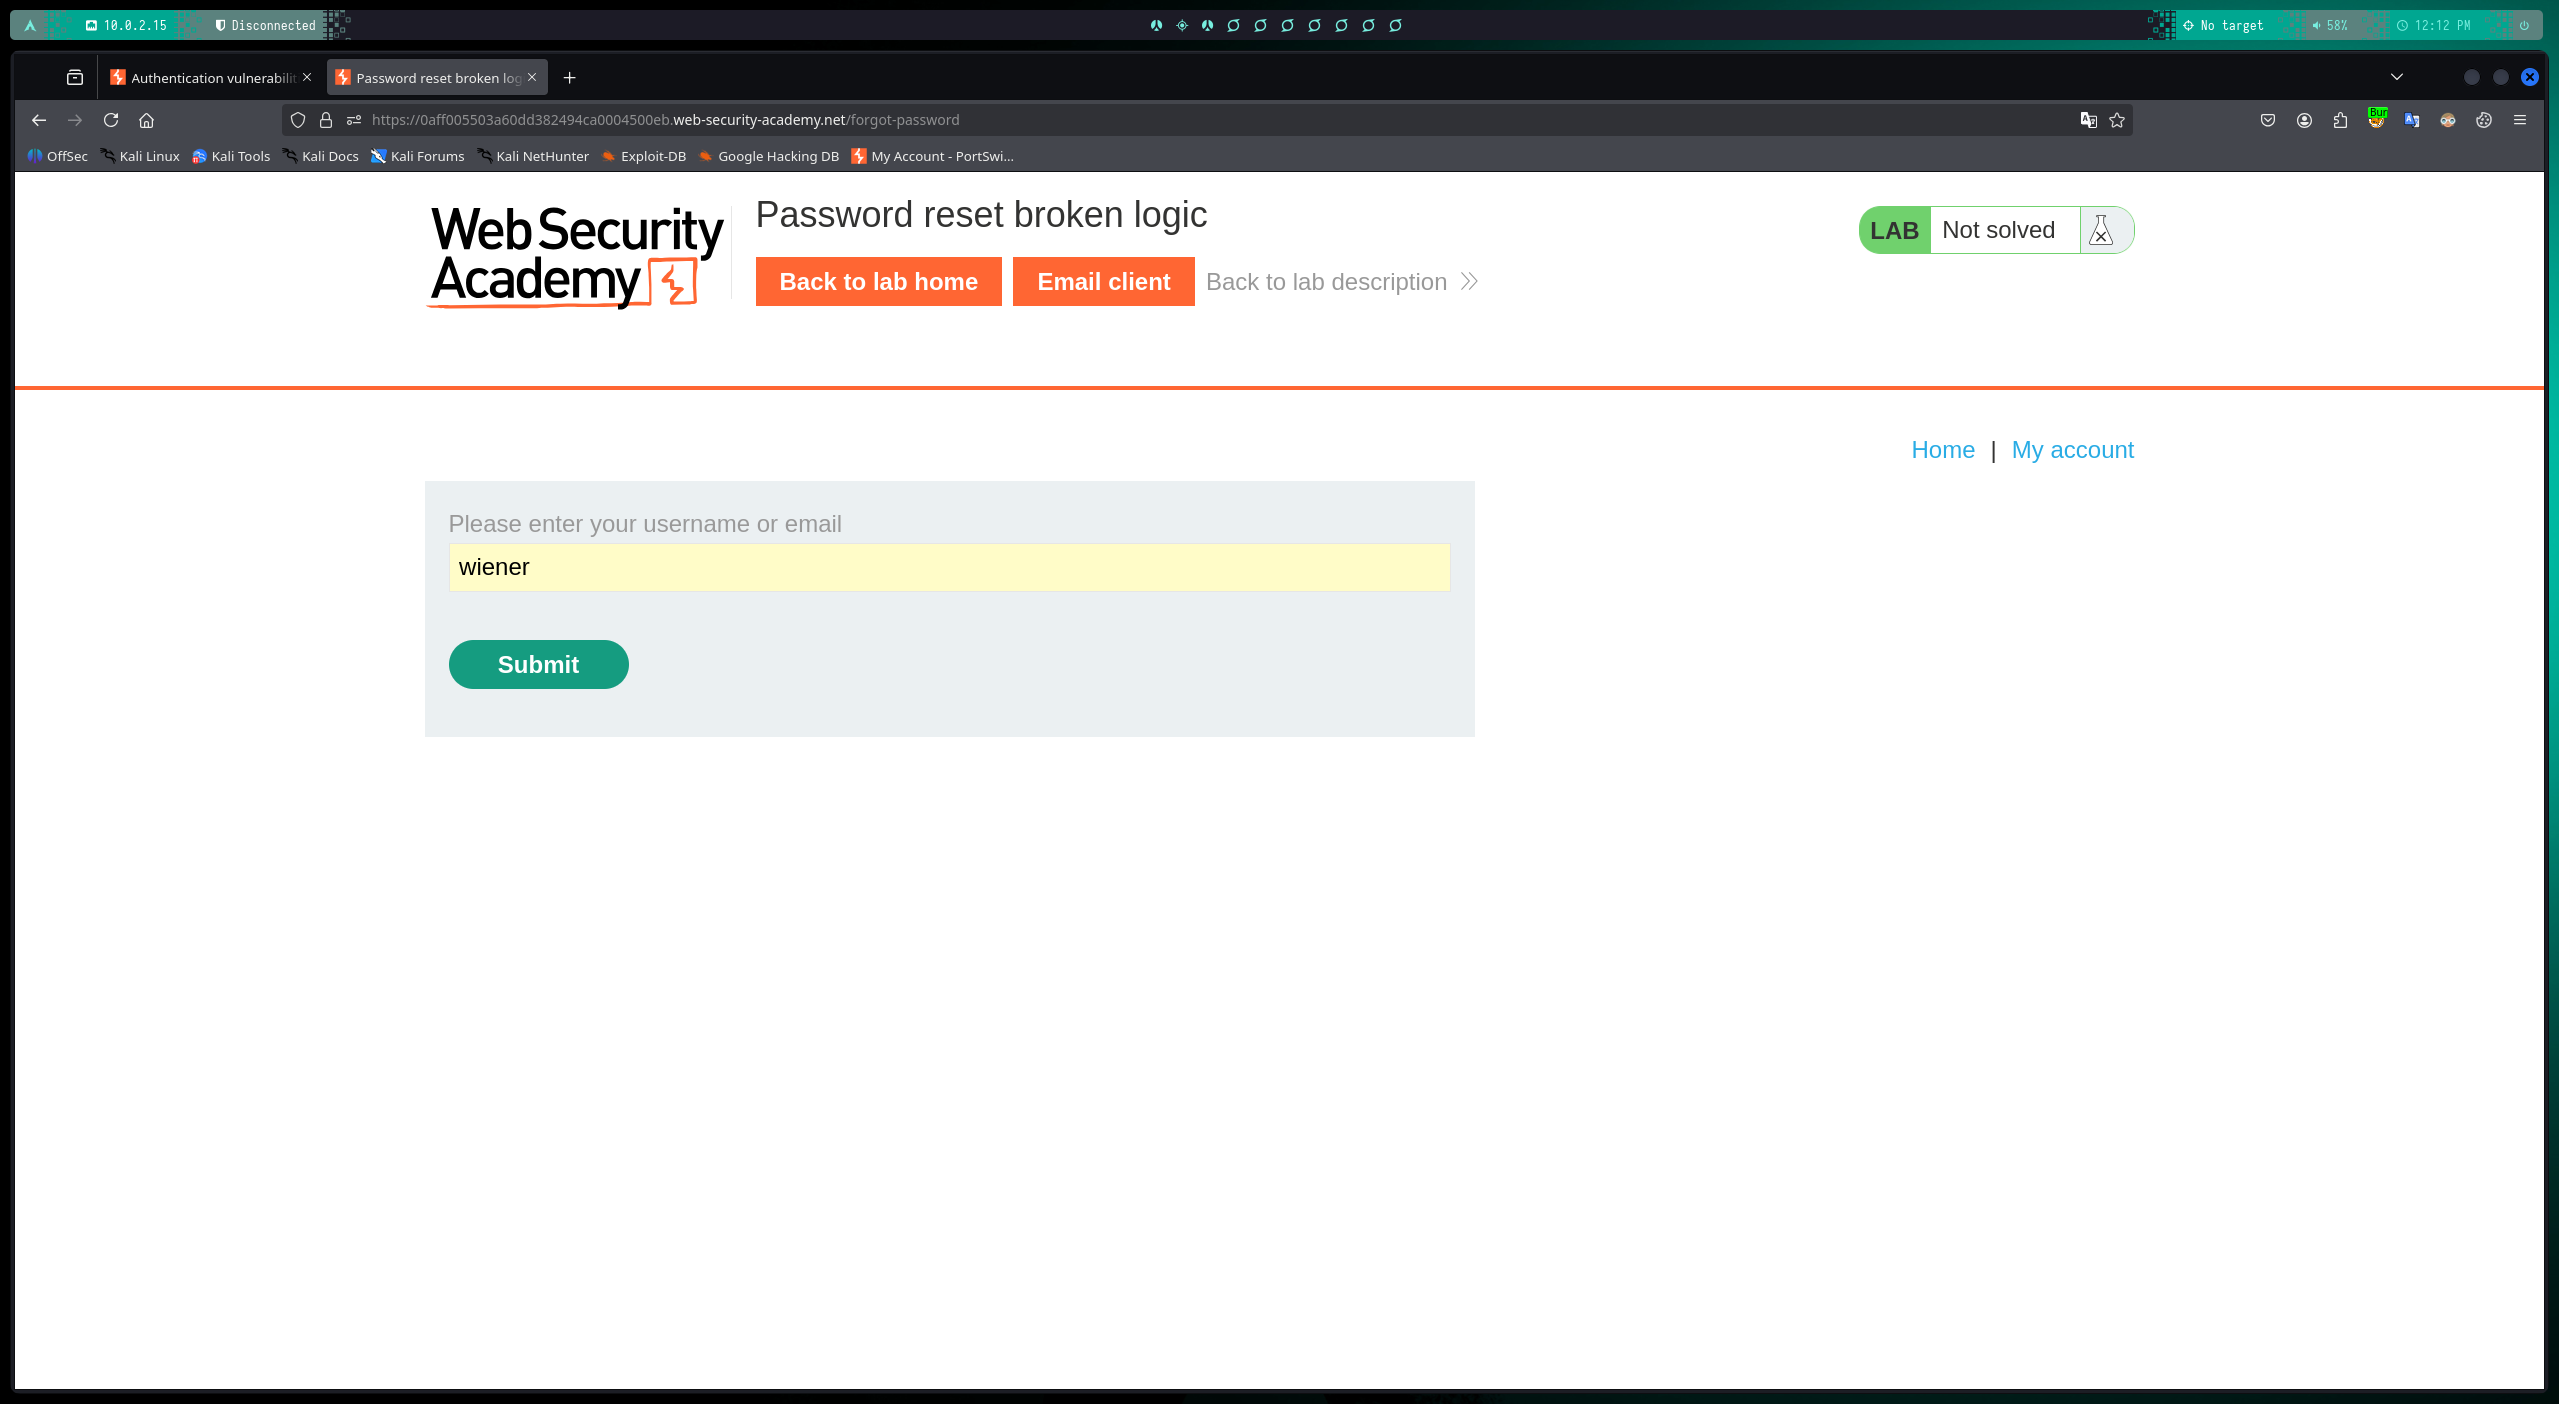 10.0.2.15 Disconnected No target 58% 12:12 PM
Authentication vulnerabilit Password reset broken log
https://0aff005503a60dd382494ca0004500eb.web-security-academy.net/forgot-password Bur
OffSec Kali Linux Kali Tools Kali Docs Kali Forums Kali NetHunter Exploit-DB Google Hacking DB My Account - PortSwi...
Web Security
Academy
Password reset broken logic
LAB Not solved
Back to lab home Email client Back to lab description
Home | My account
Please enter your username or email
wiener
Submit